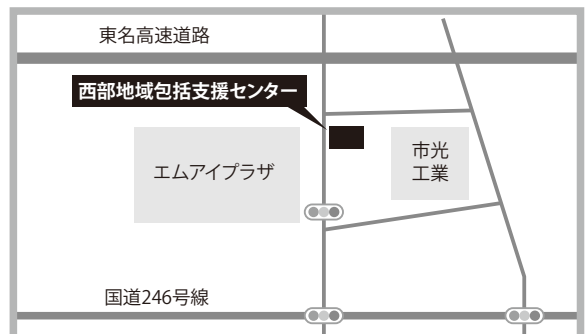 東名高速道路
西部地域包括支援センター
エムアイプラザ
市光
工業
国道246号線